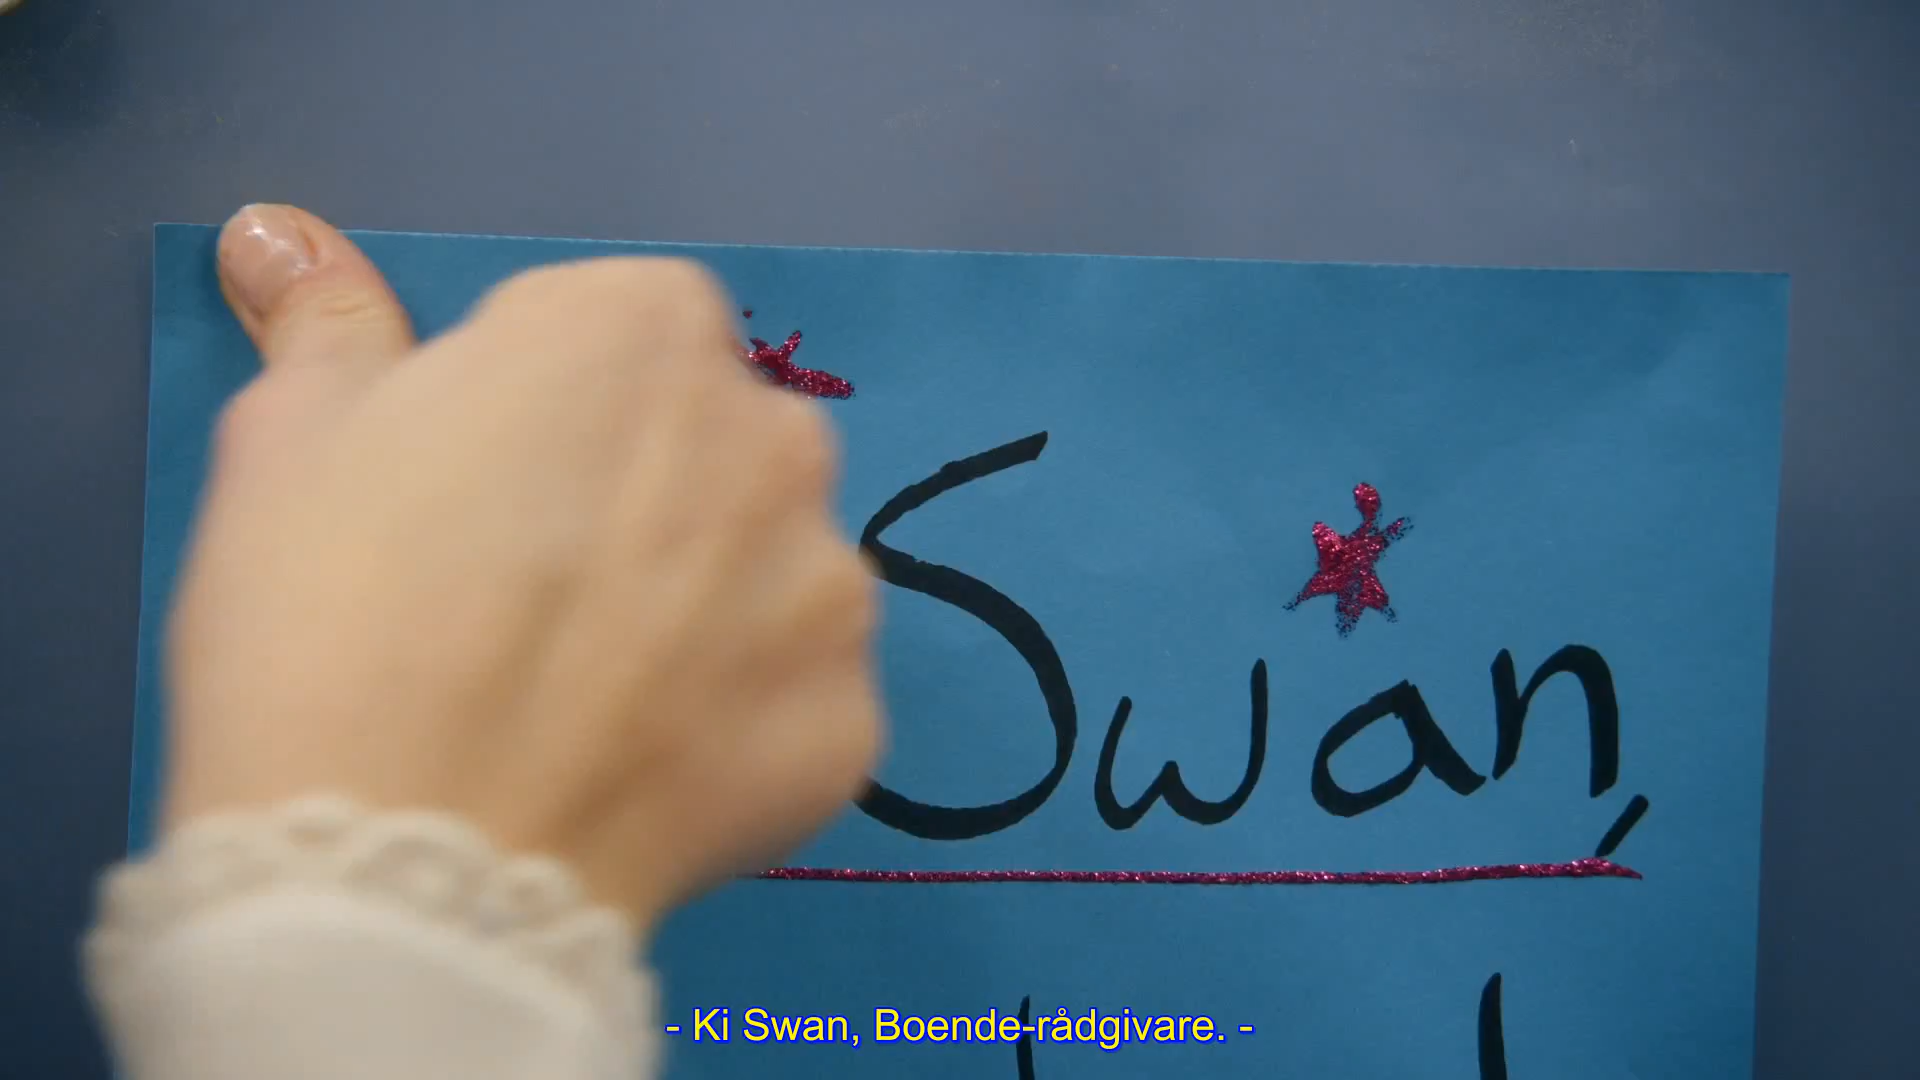 Swan,
- Ki Swan, Boende-rådgivare. -